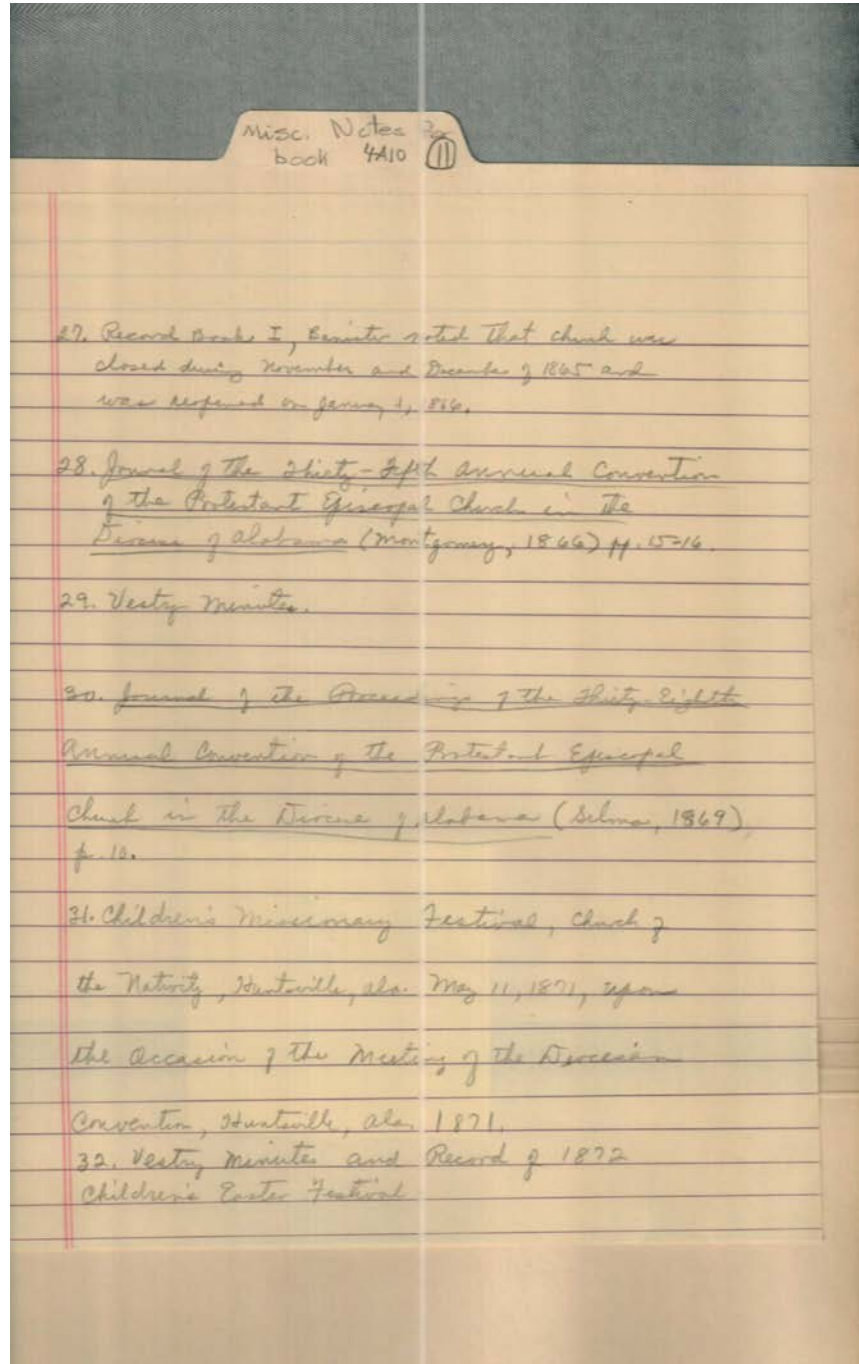 Misc. Notes
book 4A10 11
27. Record Book I, Banister noted that church was
closed during November and December of 1865 and
was reopened on January 1, 1866.
28. Journal of the Thirty-Fifth Annual Convention
of the Protestant Episcopal Church in the
Diocese of Alabama (Montgomery, 1866) pp. 15-16.
29. Vestry Minutes.
30. Journal of the Proceedings of the Thirty-Eighth
Annual Convention of the Protestant Episcopal
Church in the Diocese of Alabama (Selma, 1869)
p. 10.
31. Children's Missionary Festival, Church of
the Nativity, Huntsville, Ala. May 11, 1871, upon
the Occasion of the Meeting of the Diocesan
Convention, Huntsville, Ala. 1871.
32. Vestry Minutes and Record of 1872
Children's Easter Festival